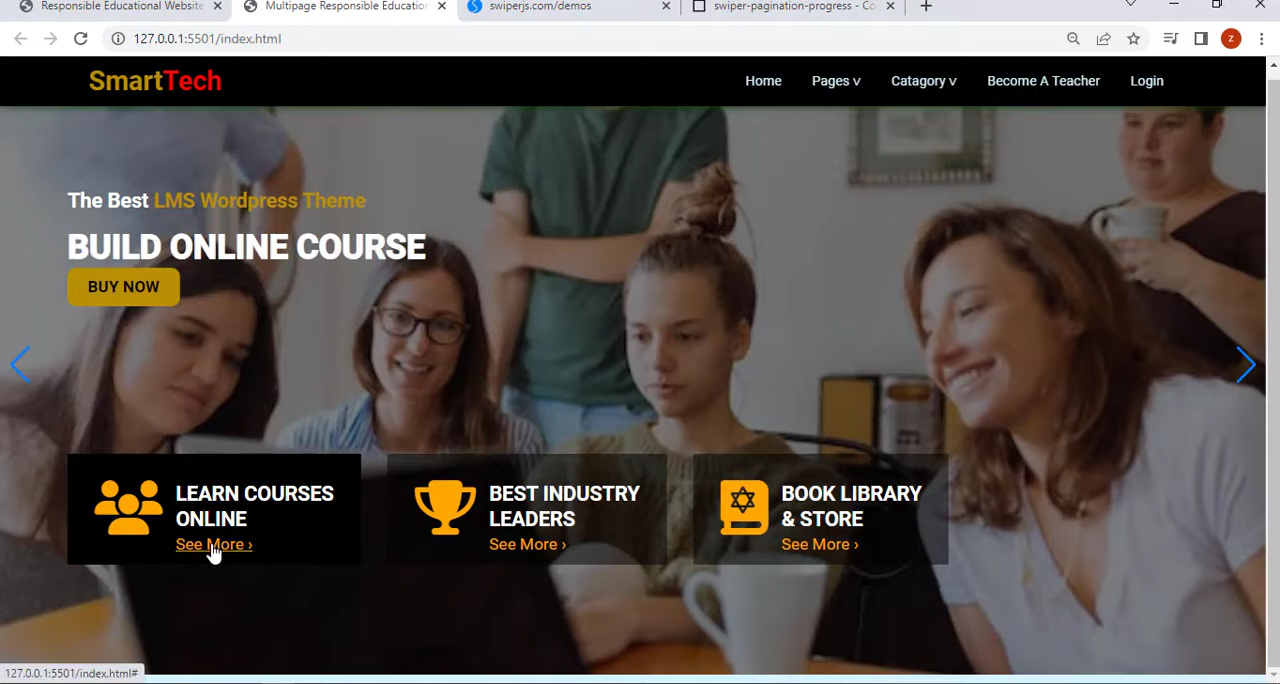 Responsible Educational Website
Multipage Responsive Education
swiperjs.com/demos
swiper-pagination-progress - Co
127.0.0.1:5501/index.html
z
SmartTech
Home Pages v Catagory v Become A Teacher Login
The Best LMS Wordpress Theme
BUILD ONLINE COURSE
BUY NOW
LEARN COURSES
ONLINE
See More ›
BEST INDUSTRY
LEADERS
See More ›
BOOK LIBRARY
& STORE
See More ›
127.0.0.1:5501/index.html#